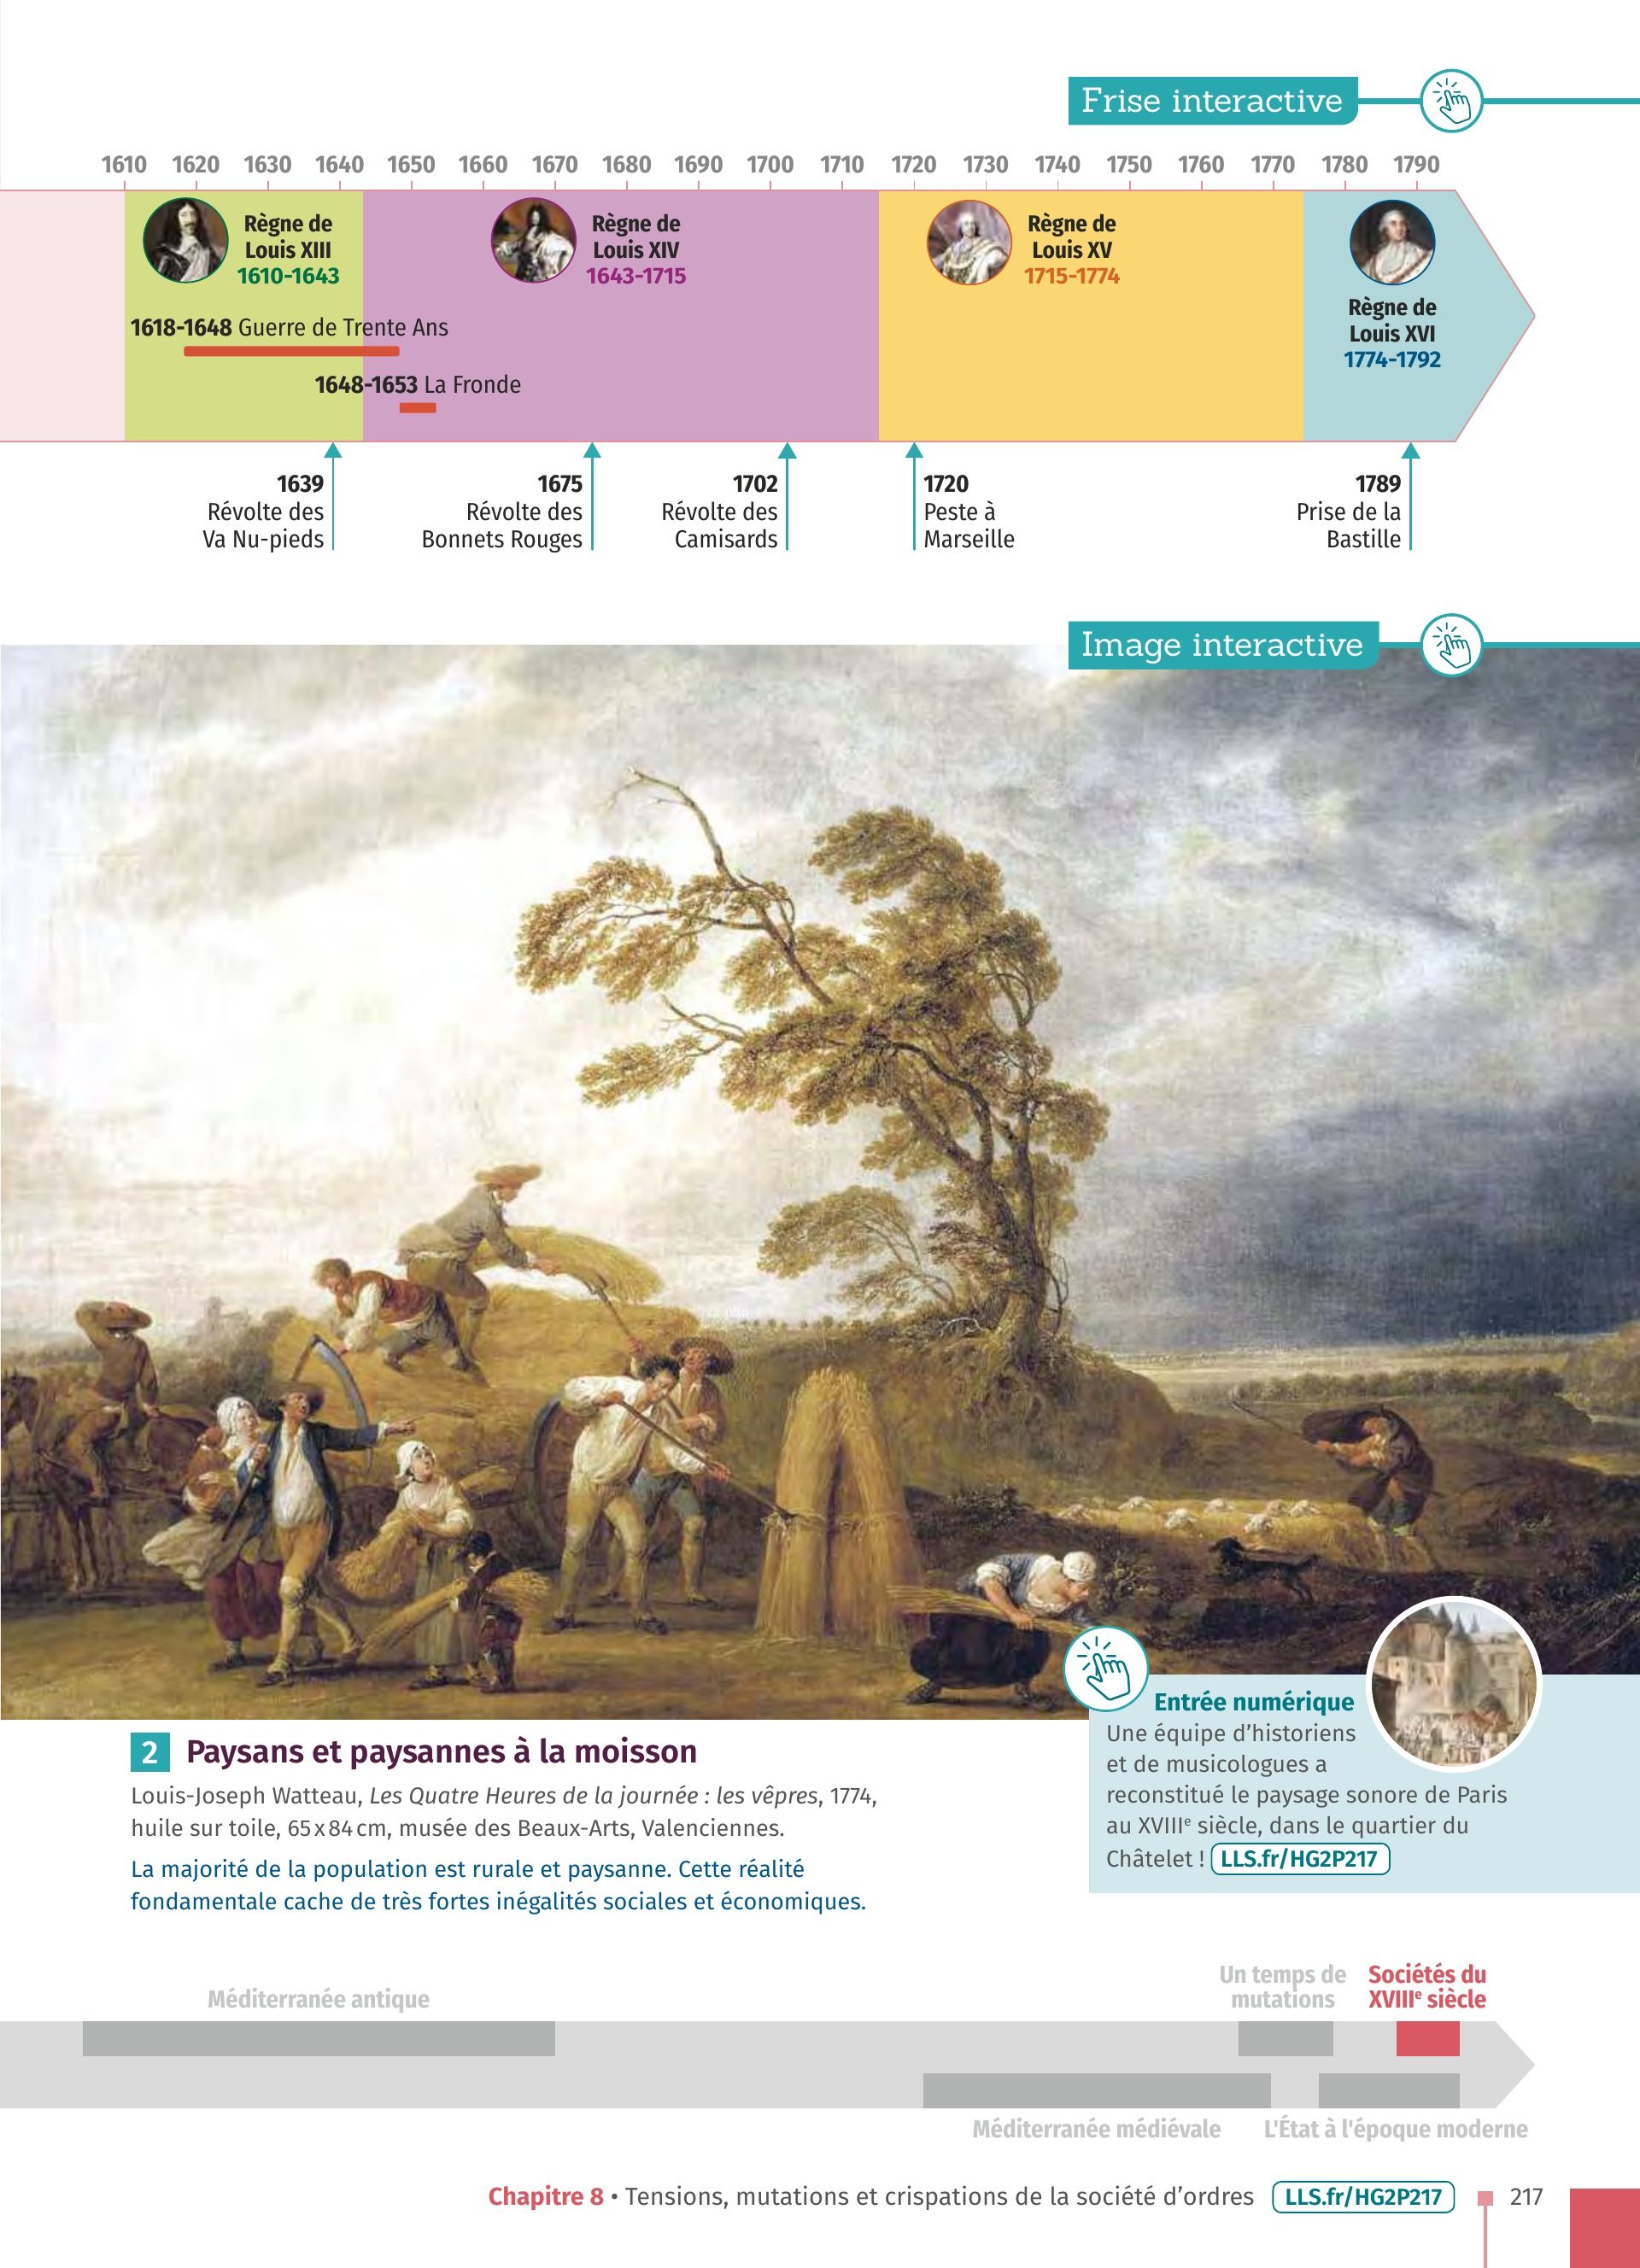 Frise interactive
1610 1620 1630 1640 1650 1660 1670 1680 1690 1700 1710 1720 1730 1740 1750 1760 1770 1780 1790
Règne de
Louis XIII
1610-1643
Règne de
Louis XIV
1643-1715
Règne de
Louis XV
1715-1774
Règne de
Louis XVI
1774-1792
1618-1648 Guerre de Trente Ans
1648-1653 La Fronde
1639
Révolte des
Va Nu-pieds
1675
Révolte des
Bonnets Rouges
1702
Révolte des
Camisards
1720
Peste à
Marseille
1789
Prise de la
Bastille
Image interactive
2 Paysans et paysannes à la moisson
Louis-Joseph Watteau, Les Quatre Heures de la journée : les vêpres, 1774,
huile sur toile, 65 x 84 cm, musée des Beaux-Arts, Valenciennes.
La majorité de la population est rurale et paysanne. Cette réalité
fondamentale cache de très fortes inégalités sociales et économiques.
Entrée numérique
Une équipe d’historiens
et de musicologues a
reconstitué le paysage sonore de Paris
au XVIIIe siècle, dans le quartier du
Châtelet ! LLS.fr/HG2P217
Méditerranée antique
Un temps de
mutations
Sociétés du
XVIIIe siècle
Méditerranée médiévale
L'État à l'époque moderne
Chapitre 8 • Tensions, mutations et crispations de la société d’ordres LLS.fr/HG2P217 217